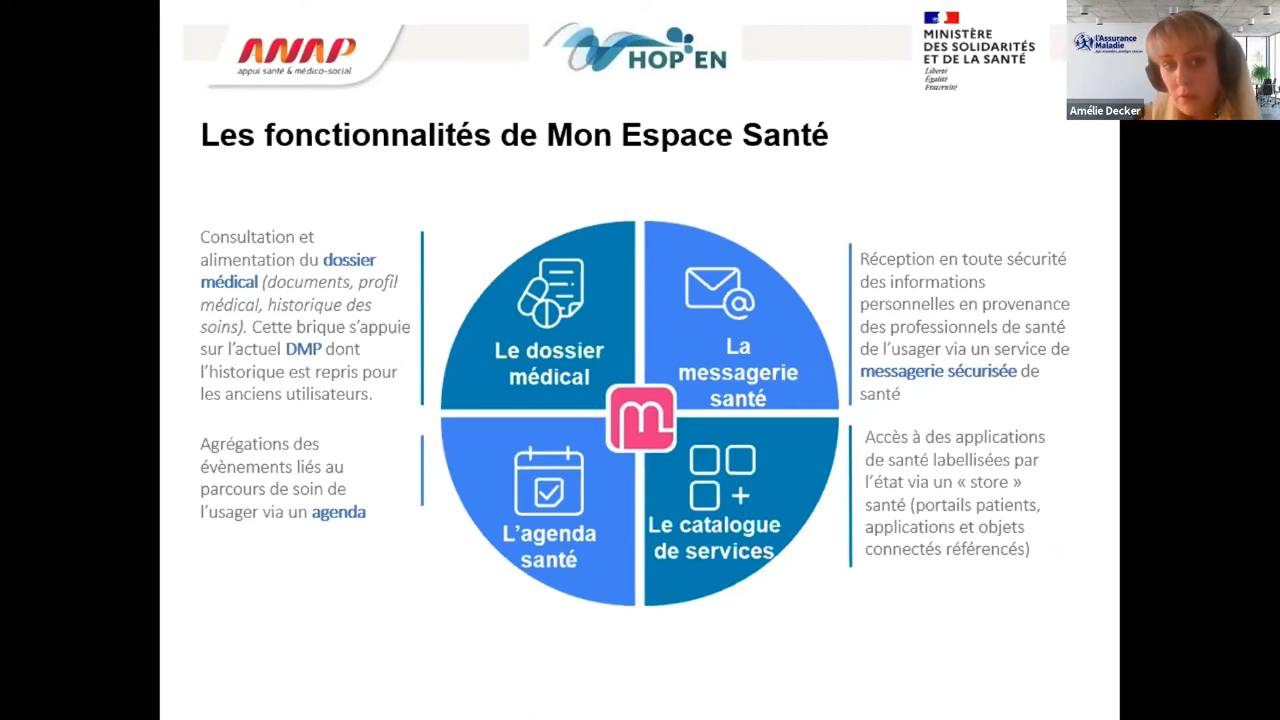 ANAP
appui santé & médico-social
HOP'EN
MINISTÈRE
DES SOLIDARITÉS
ET DE LA SANTÉ
Liberté
Égalité
Fraternité
l'Assurance
Maladie
Amélie Decker
Les fonctionnalités de Mon Espace Santé
Consultation et
alimentation du dossier
médical (documents, profil
médical, historique des
soins). Cette brique s'appuie
sur l'actuel DMP dont
l'historique est repris pour
les anciens utilisateurs.
Le dossier
médical
La
messagerie
santé
Réception en toute sécurité
des informations
personnelles en provenance
des professionnels de santé
de l'usager via un service de
messagerie sécurisée de
santé
Agrégations des
évènements liés au
parcours de soin de
l'usager via un agenda
L'agenda
santé
Le catalogue
de services
Accès à des applications
de santé labellisées par
l'état via un « store »
santé (portails patients,
applications et objets
connectés référencés)